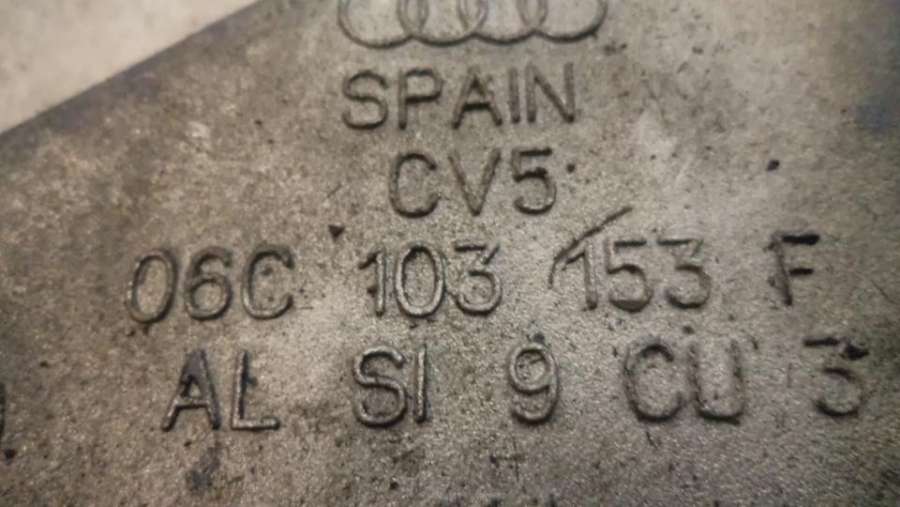 SPAIN
CV5
06C 103 153 F
AL SI 9 CU 3